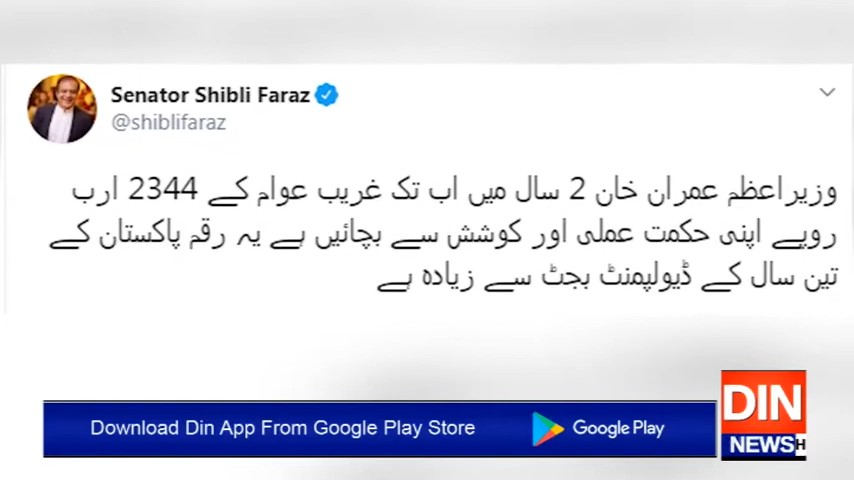 Senator Shibli Faraz
@shiblifaraz
وزیراعظم عمران خان 2 سال میں اب تک غریب عوام کے 2344 ارب
روپے اپنی حکمت عملی اور کوشش سے بچائیں ہے یہ رقم پاکستان کے
تین سال کے ڈیولپمنٹ بجٹ سے زیادہ ہے
Download Din App From Google Play Store
Google Play
DIN
NEWS H